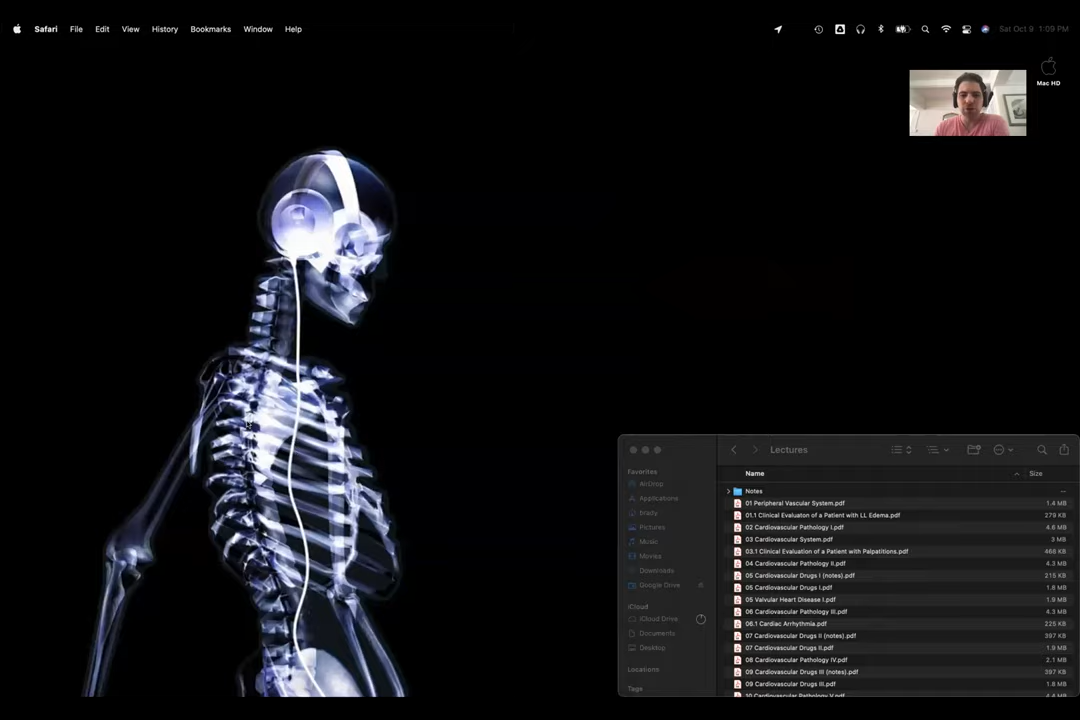 Safari File Edit View History Bookmarks Window Help Sat Oct 9 1:09 PM
Mac HD
Lectures
Name Size
Favorites
AirDrop
Applications
brady
Pictures
Music
Movies
Downloads
Google Drive
iCloud
iCloud Drive
Documents
Desktop
Locations
Tags
Notes --
01 Peripheral Vascular System.pdf 1.4 MB
01.1 Clinical Evaluaton of a Patient with LL Edema.pdf 279 KB
02 Cardiovascular Pathology I.pdf 4.6 MB
03 Cardiovascular System.pdf 3 MB
03.1 Clinical Evaluation of a Patient with Palpitations.pdf 468 KB
04 Cardiovascular Pathology II.pdf 4.3 MB
05 Cardiovascular Drugs I (notes).pdf 215 KB
05 Cardiovascular Drugs I.pdf 1.8 MB
05 Valvular Heart Disease I.pdf 1.9 MB
06 Cardiovascular Pathology III.pdf 4.3 MB
06.1 Cardiac Arrhythmia.pdf 225 KB
07 Cardiovascular Drugs II (notes).pdf 397 KB
07 Cardiovascular Drugs II.pdf 1.9 MB
08 Cardiovascular Pathology IV.pdf 2.1 MB
09 Cardiovascular Drugs III (notes).pdf 397 KB
09 Cardiovascular Drugs III.pdf 1.8 MB
10 Cardiovascular Pathology V.pdf 4.4 MB